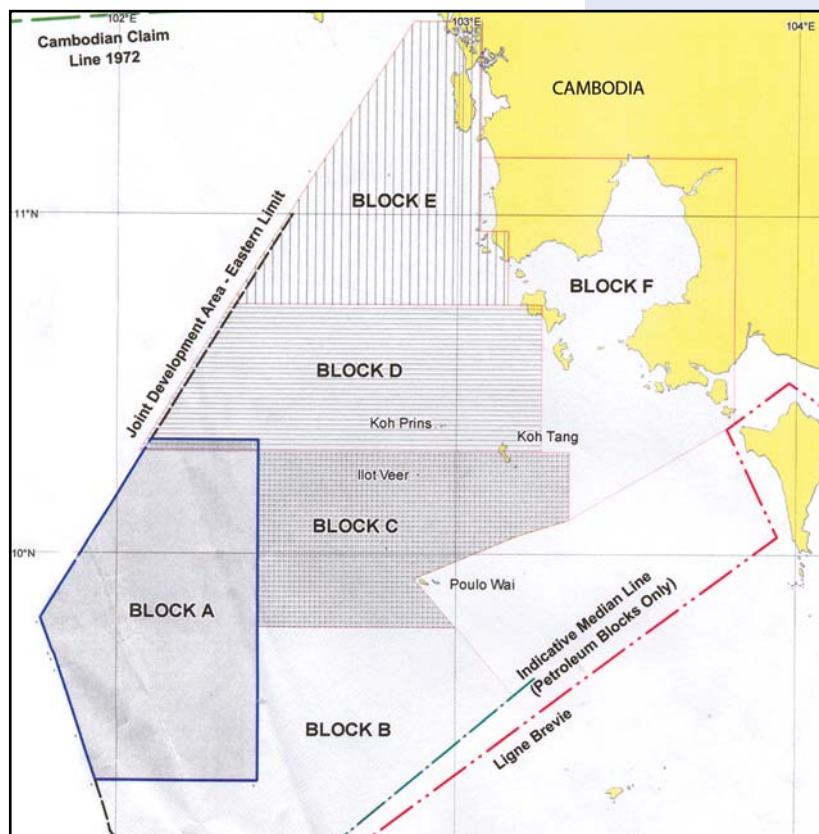 102°E
103°E
104°E
Cambodian Claim
Line 1972
CAMBODIA
11°N
BLOCK E
BLOCK F
Joint Development Area - Eastern Limit
BLOCK D
Koh Prins
Koh Tang
Ilot Veer
BLOCK C
10°N
Poulo Wai
BLOCK A
Indicative Median Line
(Petroleum Blocks Only)
BLOCK B
Ligne Brevie